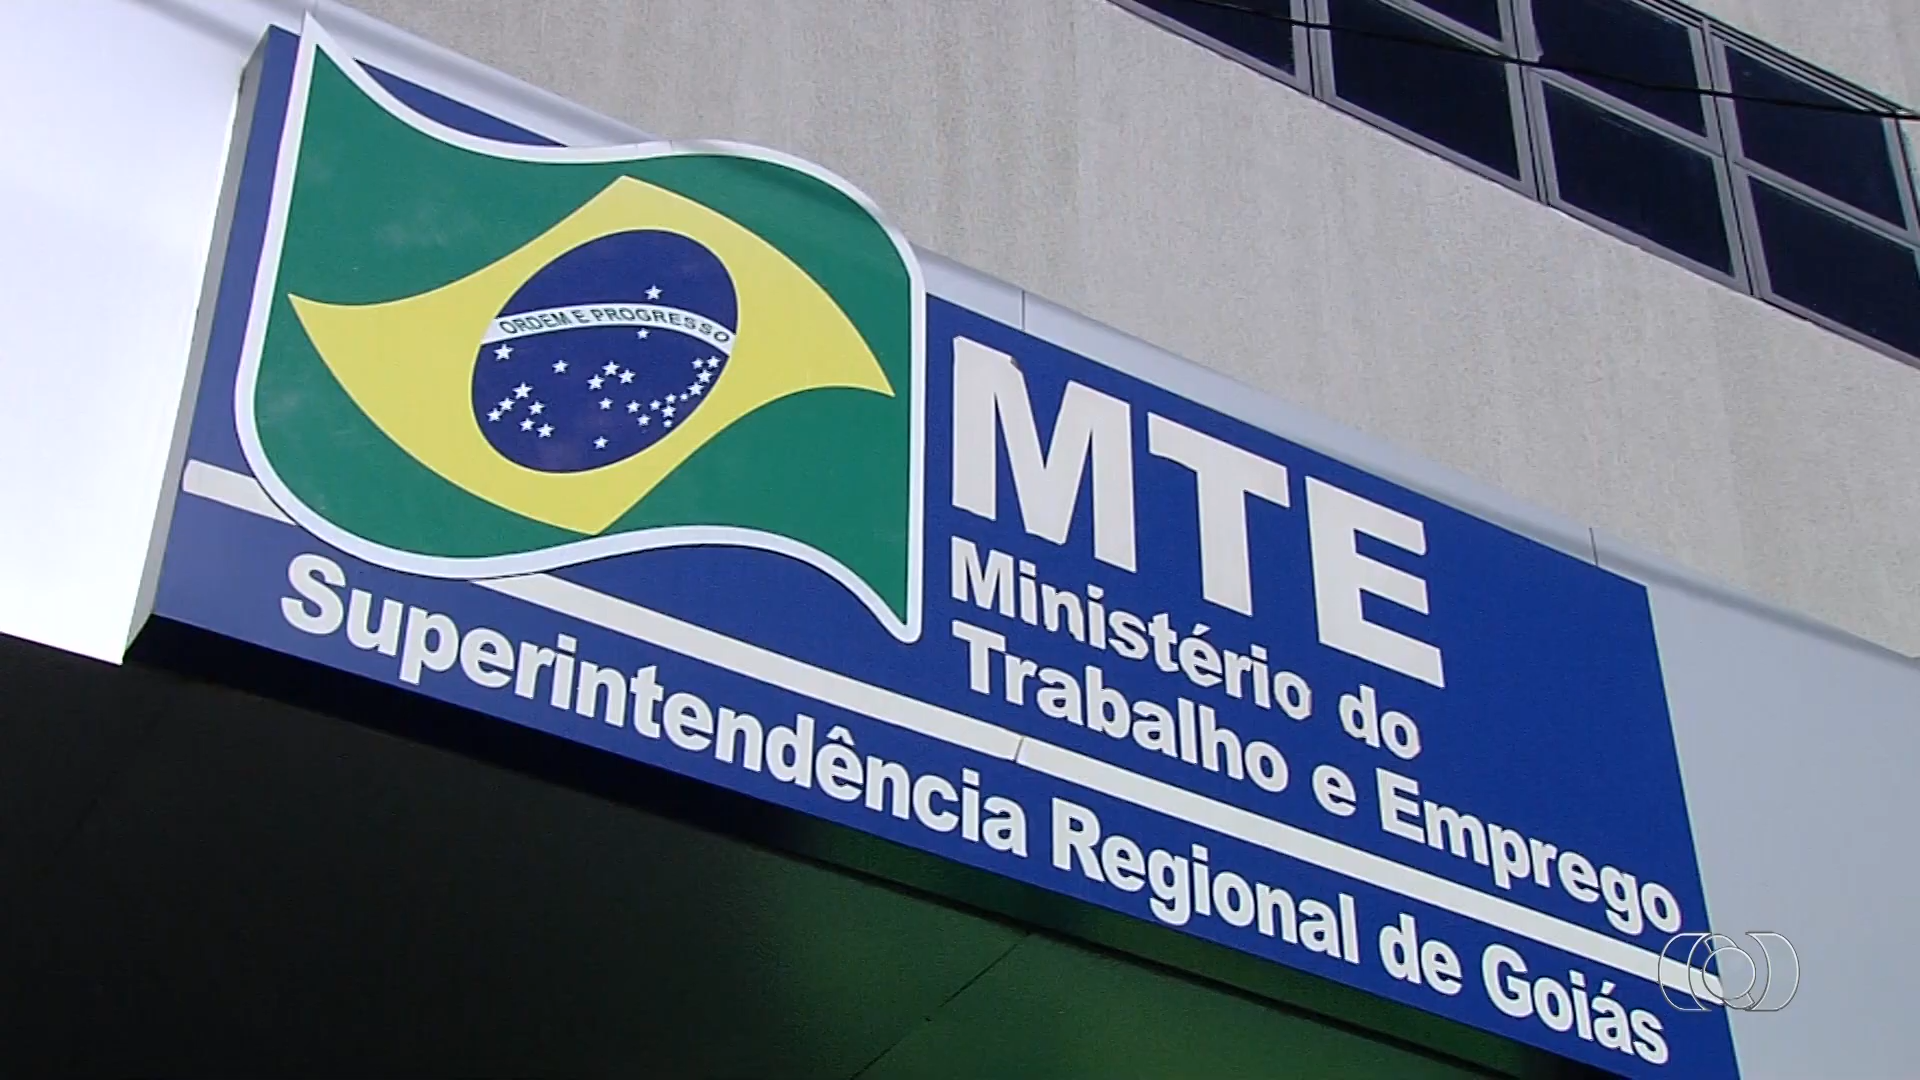 ORDEM E PROGRESSO
MTE
Ministério do
Trabalho e Emprego
Superintendência Regional de Goiás